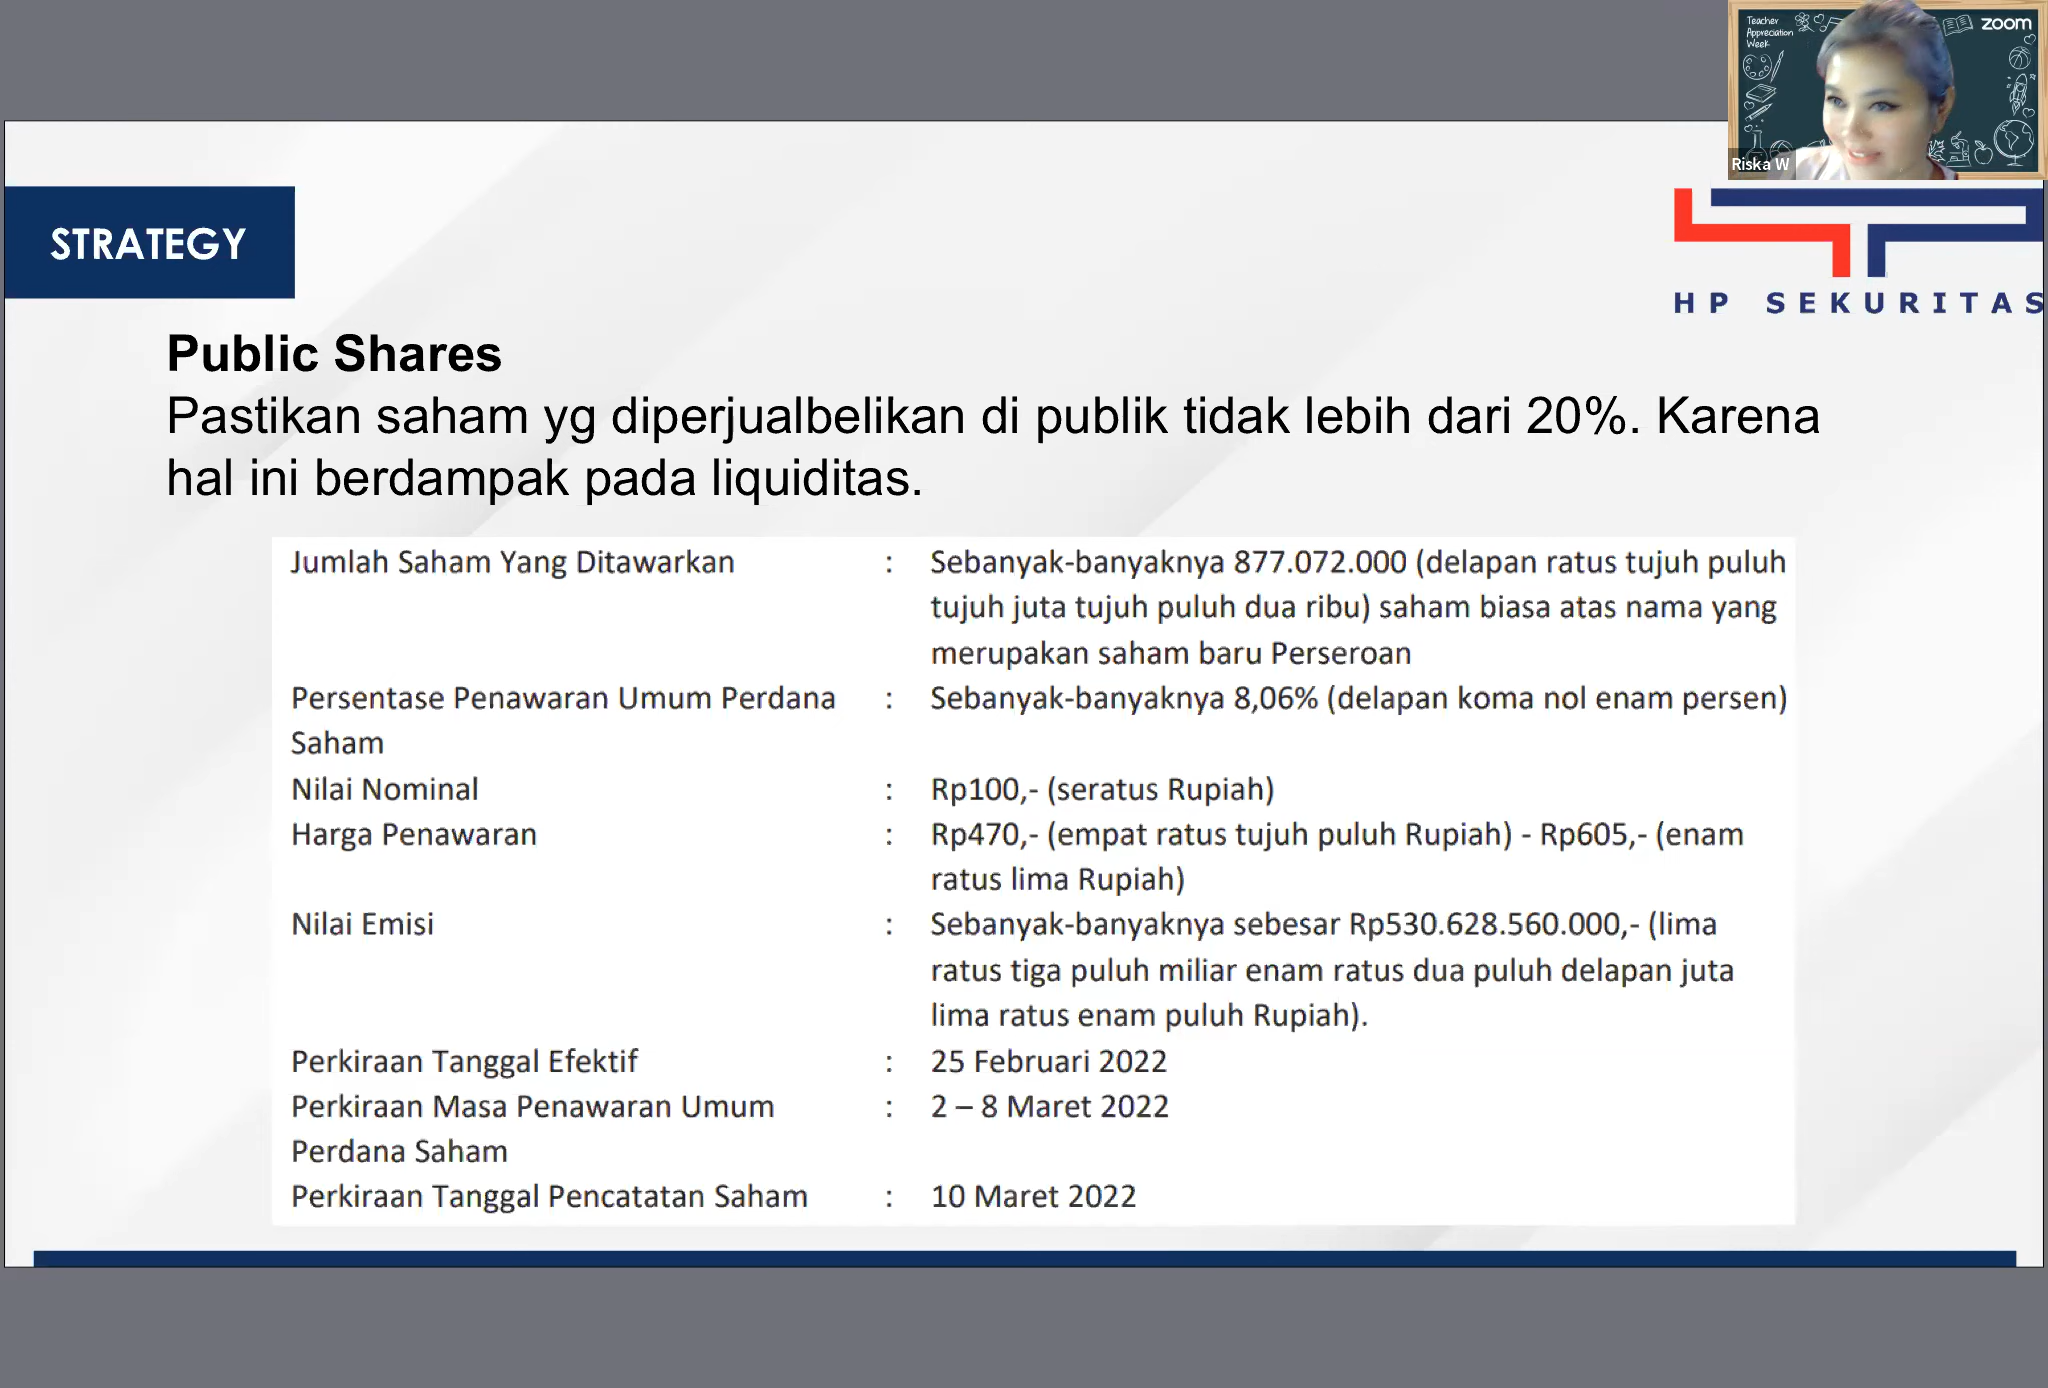 Teacher
Appreciation
Week
zoom
Riska W
STRATEGY
HP SEKURITAS
Public Shares
Pastikan saham yg diperjualbelikan di publik tidak lebih dari 20%. Karena
hal ini berdampak pada liquiditas.
Jumlah Saham Yang Ditawarkan : Sebanyak-banyaknya 877.072.000 (delapan ratus tujuh puluh
tujuh juta tujuh puluh dua ribu) saham biasa atas nama yang
merupakan saham baru Perseroan
Persentase Penawaran Umum Perdana : Sebanyak-banyaknya 8,06% (delapan koma nol enam persen)
Saham
Nilai Nominal : Rp100,- (seratus Rupiah)
Harga Penawaran : Rp470,- (empat ratus tujuh puluh Rupiah) - Rp605,- (enam
ratus lima Rupiah)
Nilai Emisi : Sebanyak-banyaknya sebesar Rp530.628.560.000,- (lima
ratus tiga puluh miliar enam ratus dua puluh delapan juta
lima ratus enam puluh Rupiah).
Perkiraan Tanggal Efektif : 25 Februari 2022
Perkiraan Masa Penawaran Umum : 2 – 8 Maret 2022
Perdana Saham
Perkiraan Tanggal Pencatatan Saham : 10 Maret 2022